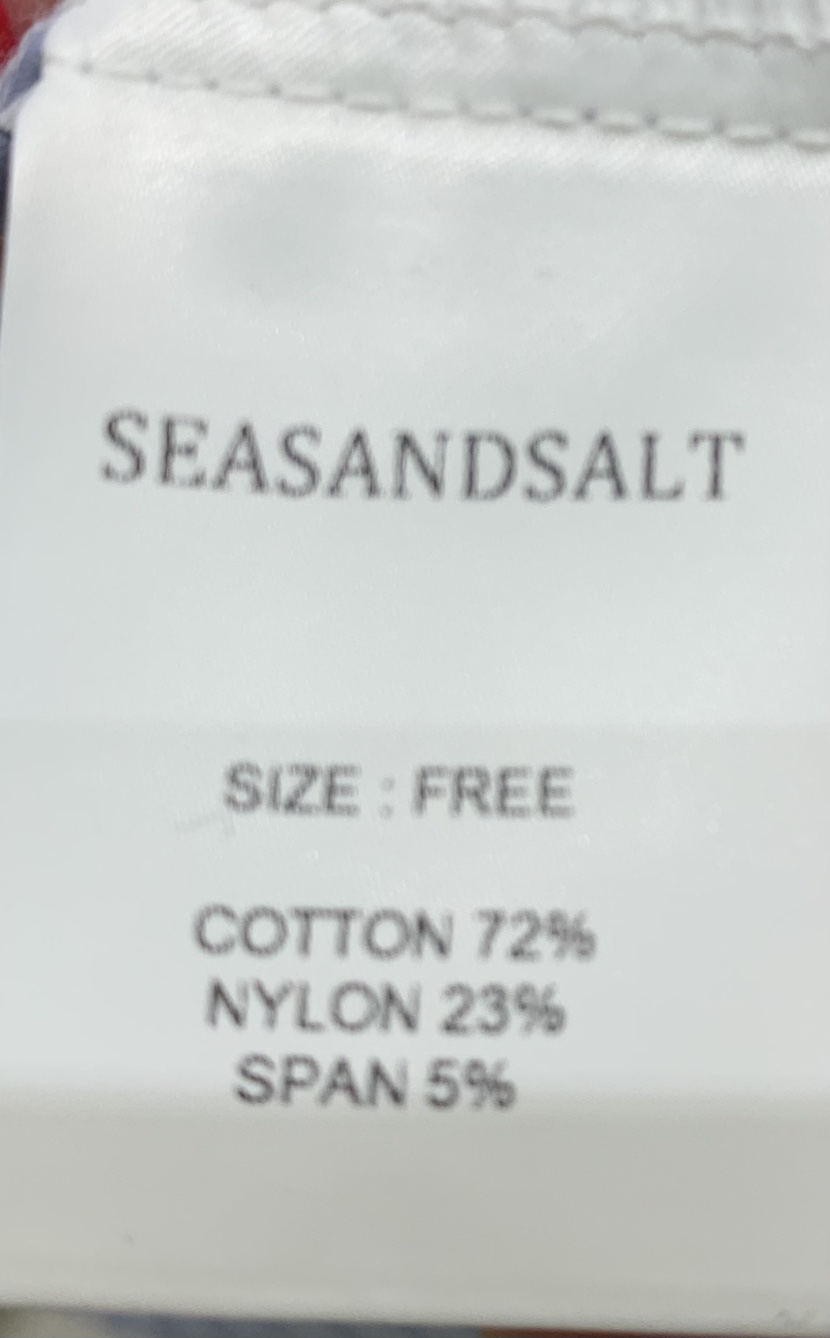 SEASANDSALT
SIZE : FREE
COTTON 72%
NYLON 23%
SPAN 5%